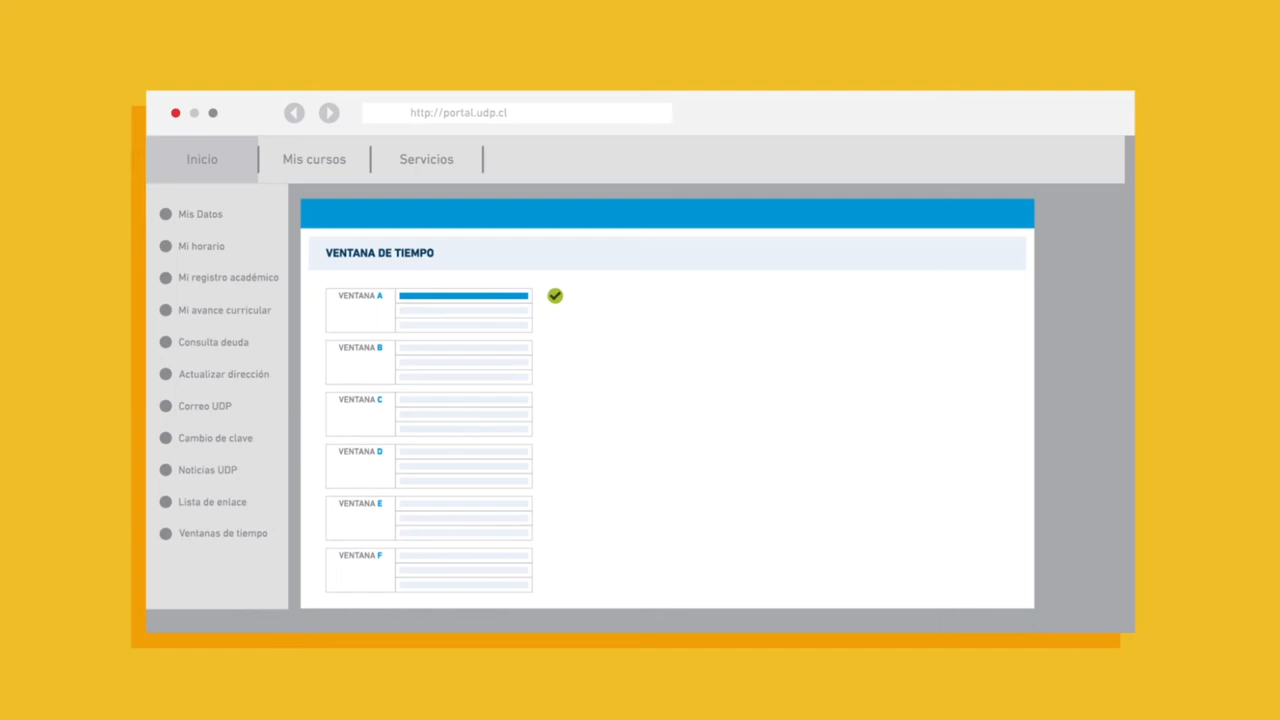 http://portal.udp.cl
Inicio
Mis cursos
Servicios
Mis Datos
Mi horario
Mi registro académico
Mi avance curricular
Consulta deuda
Actualizar dirección
Correo UDP
Cambio de clave
Noticias UDP
Lista de enlace
Ventanas de tiempo
VENTANA DE TIEMPO
VENTANA A
VENTANA B
VENTANA C
VENTANA D
VENTANA E
VENTANA F